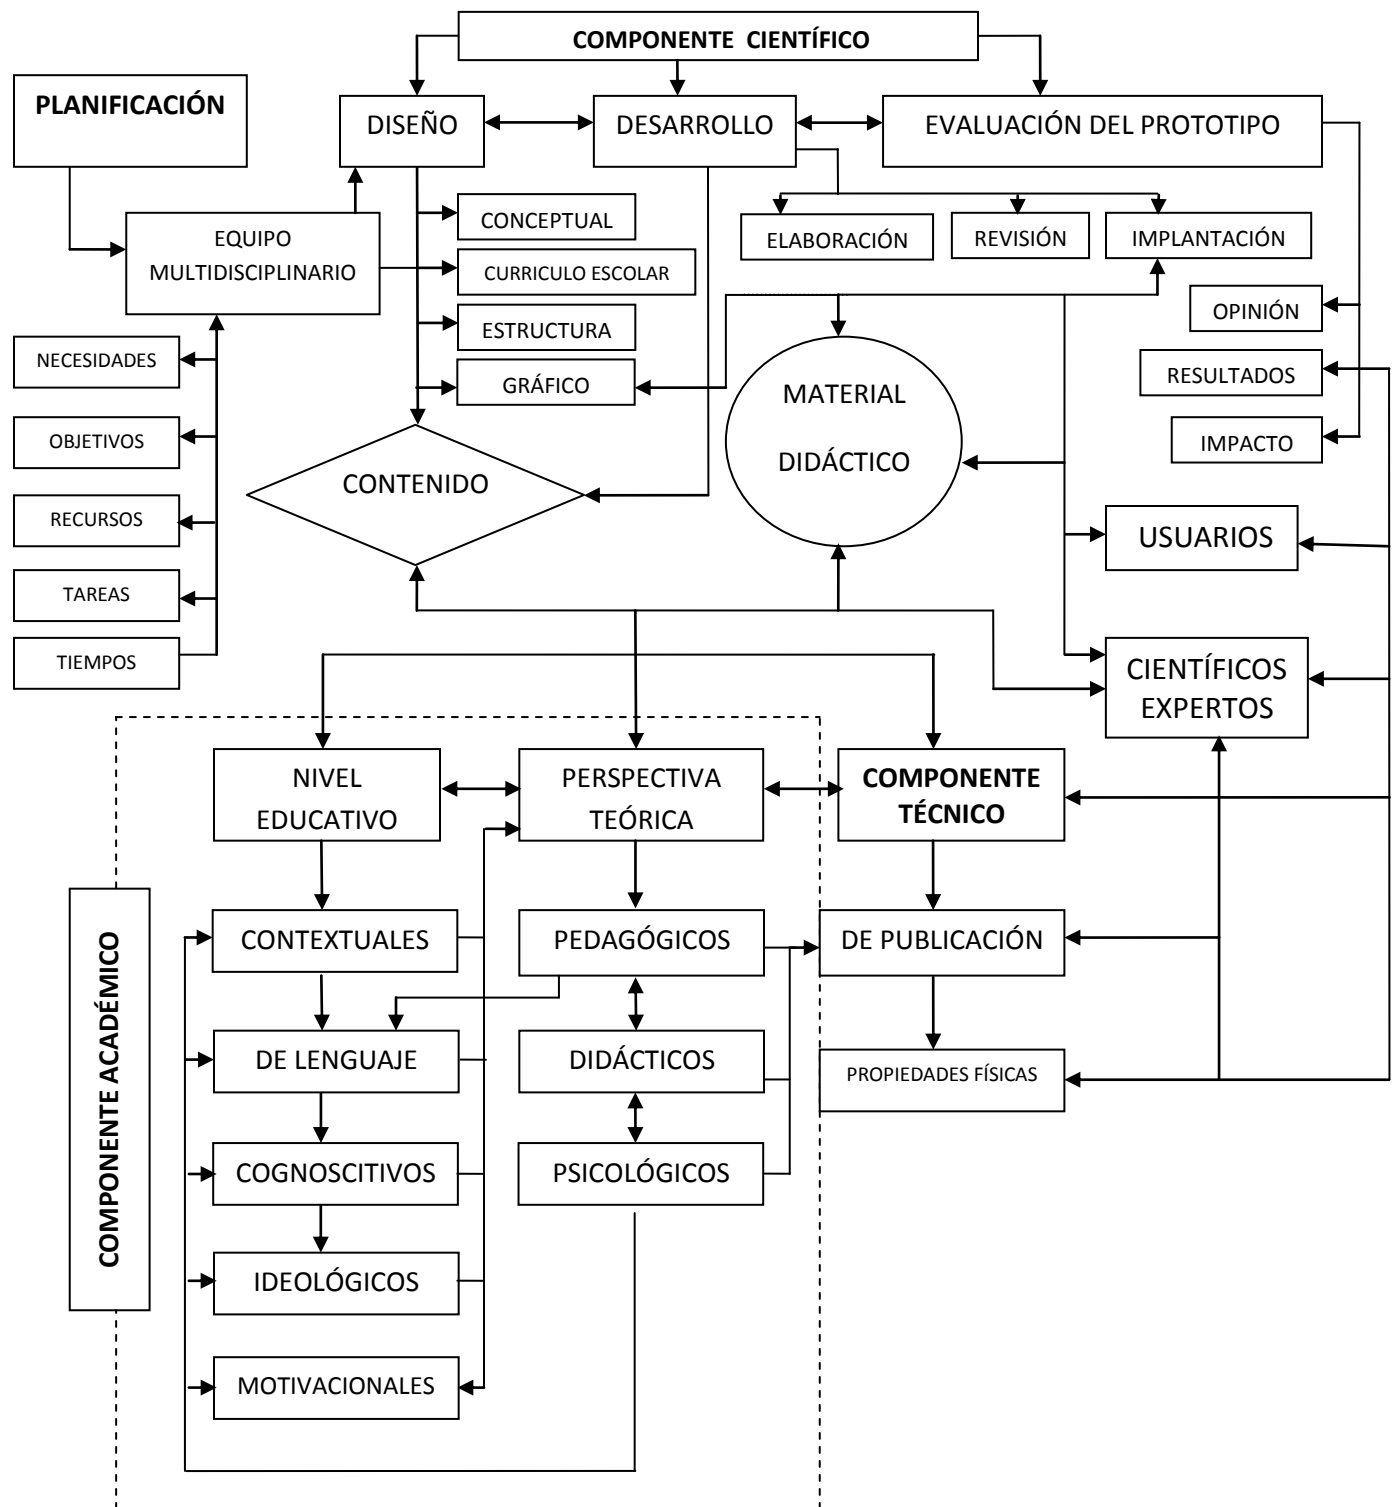 COMPONENTE CIENTÍFICO
PLANIFICACIÓN
DISEÑO
DESARROLLO
EVALUACIÓN DEL PROTOTIPO
EQUIPO
MULTIDISCIPLINARIO
CONCEPTUAL
CURRICULO ESCOLAR
ESTRUCTURA
GRÁFICO
ELABORACIÓN
REVISIÓN
IMPLANTACIÓN
OPINIÓN
RESULTADOS
IMPACTO
NECESIDADES
OBJETIVOS
RECURSOS
TAREAS
TIEMPOS
CONTENIDO
MATERIAL
DIDÁCTICO
USUARIOS
CIENTÍFICOS
EXPERTOS
NIVEL
EDUCATIVO
PERSPECTIVA
TEÓRICA
COMPONENTE
TÉCNICO
COMPONENTE ACADÉMICO
CONTEXTUALES
DE LENGUAJE
COGNOSCITIVOS
IDEOLÓGICOS
MOTIVACIONALES
PEDAGÓGICOS
DIDÁCTICOS
PSICOLÓGICOS
DE PUBLICACIÓN
PROPIEDADES FÍSICAS